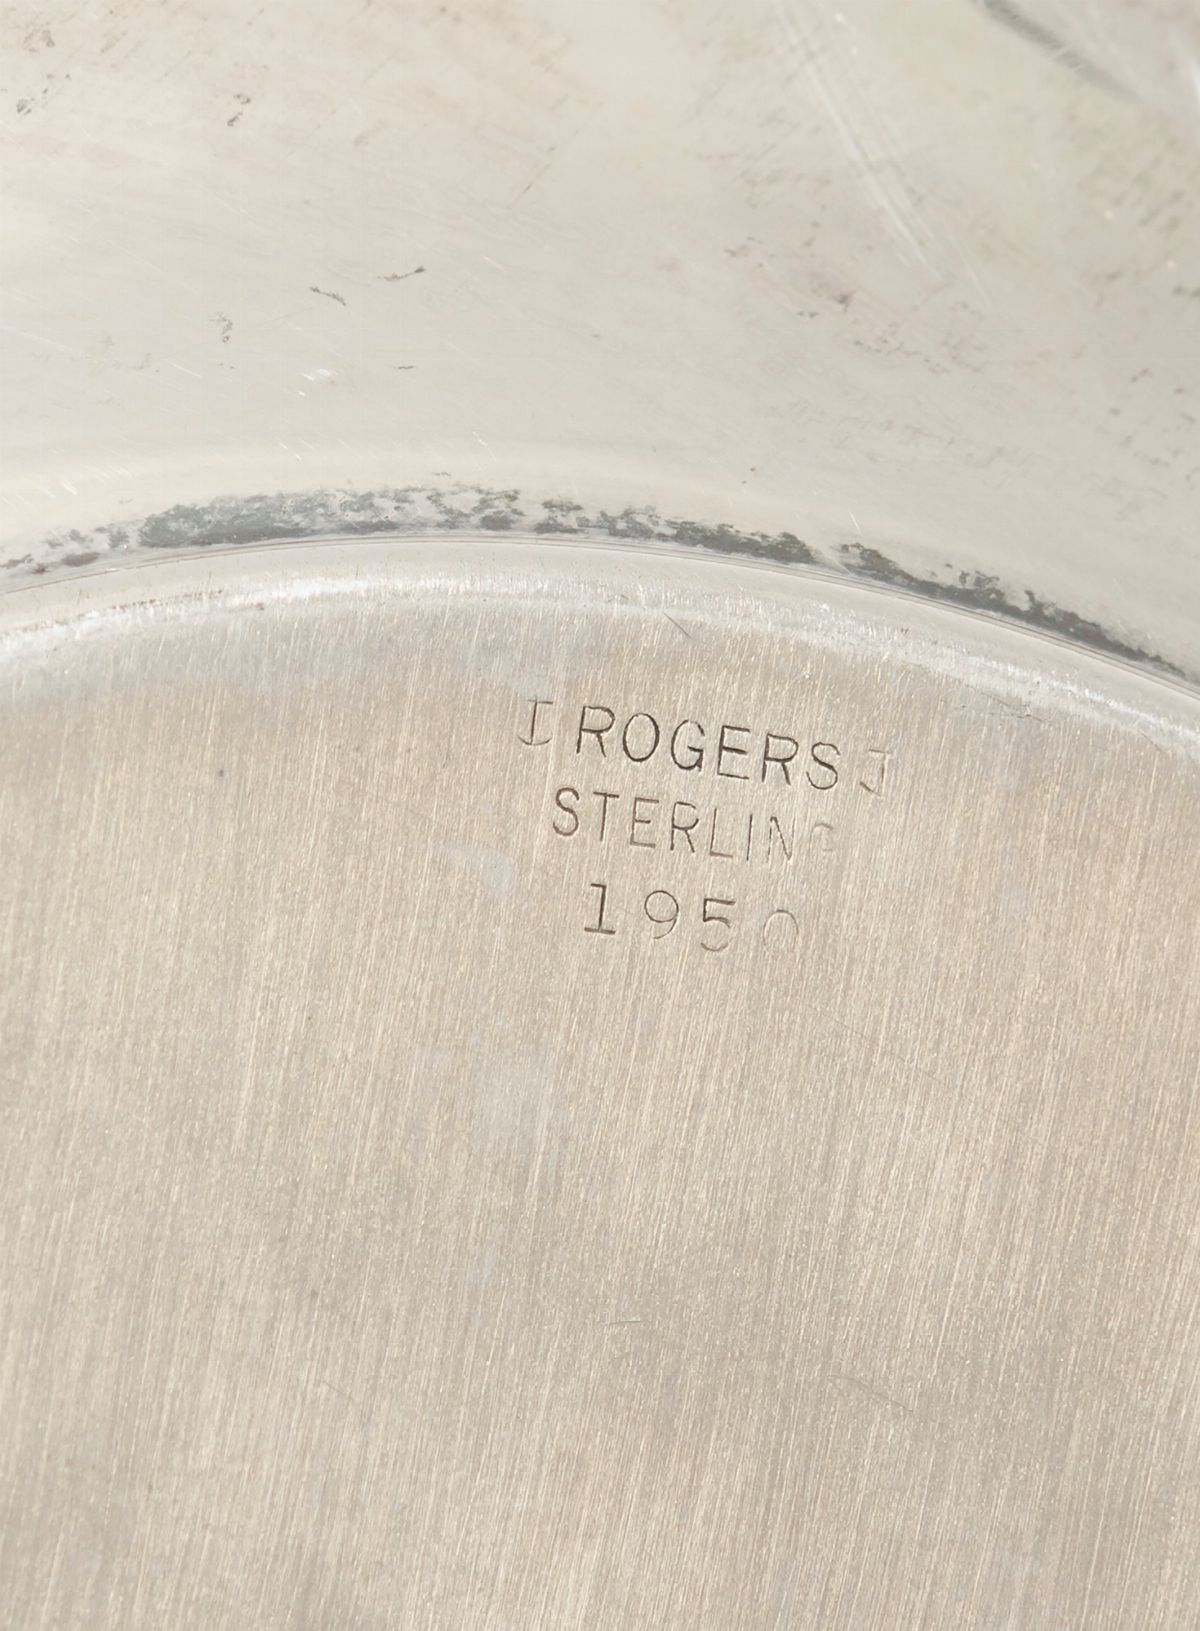 I ROGERS J
STERLING
1950